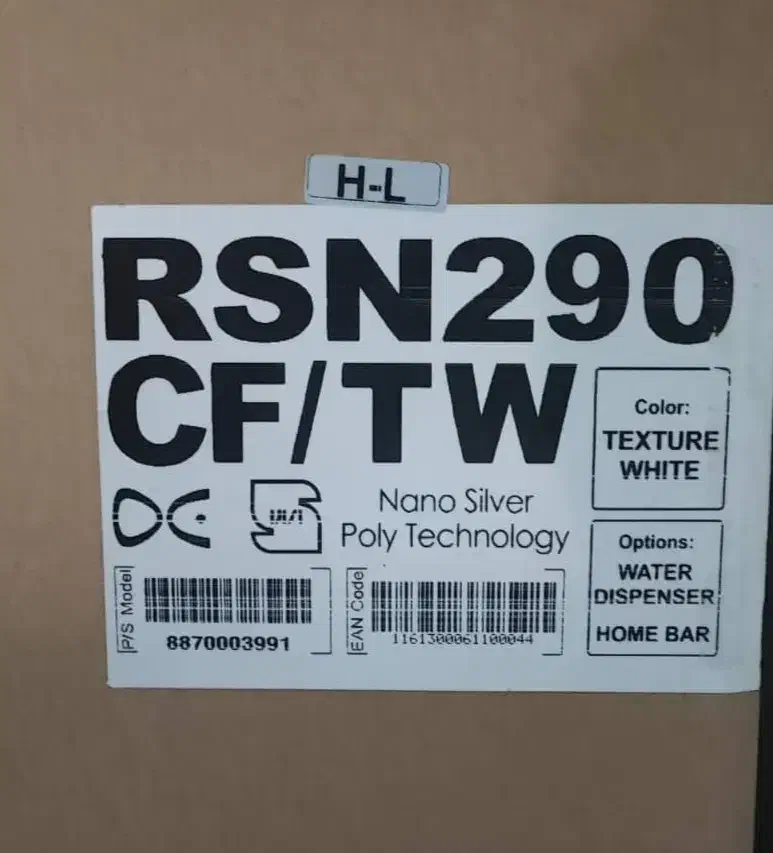 H-L
RSN290
CF/TW
Color:
TEXTURE
WHITE
Nano Silver
Poly Technology
Options:
WATER
DISPENSER
HOME BAR
P/S Model
8870003991
EAN Code
1161300061100044